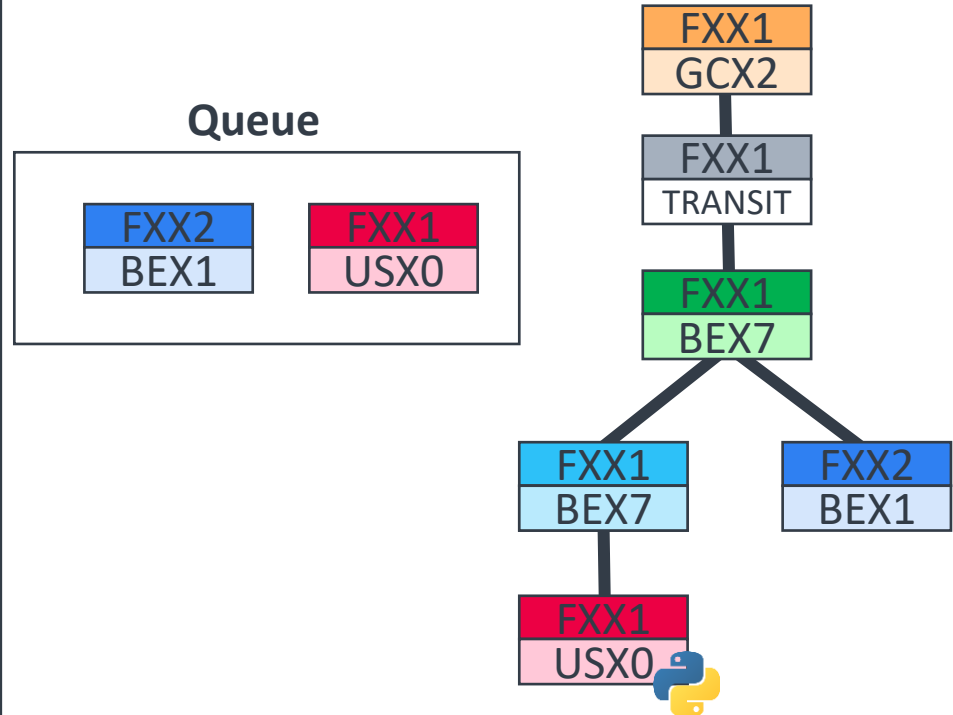 Queue
FXX2
BEX1
FXX1
USX0
FXX1
GCX2
FXX1
TRANSIT
FXX1
BEX7
FXX1
BEX7
FXX2
BEX1
FXX1
USX0